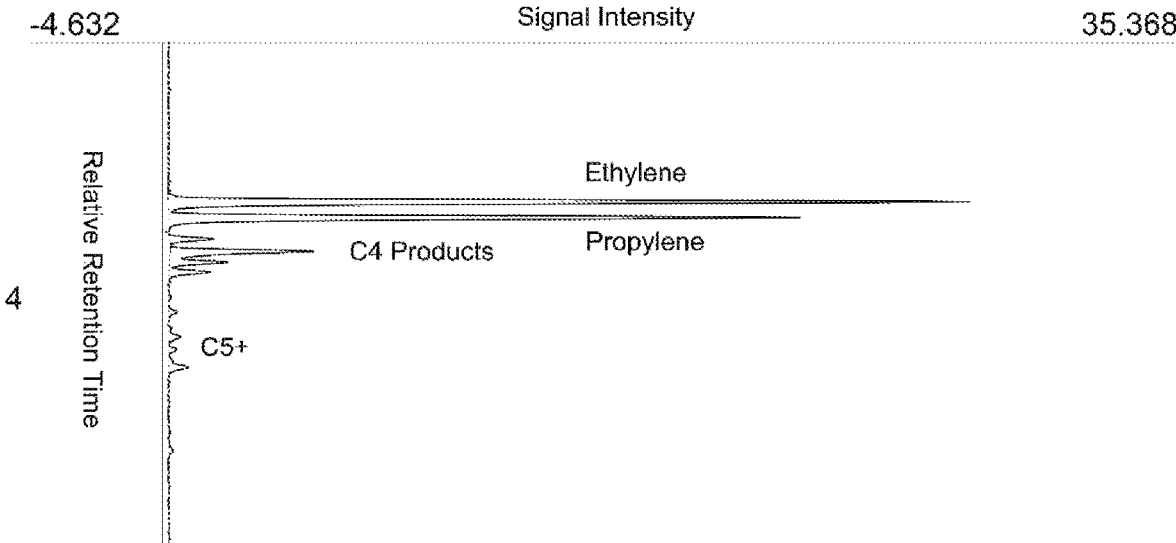 -4.632 Signal Intensity 35.368
Ethylene
Propylene
C4 Products
4
Relative Retention Time
C5+